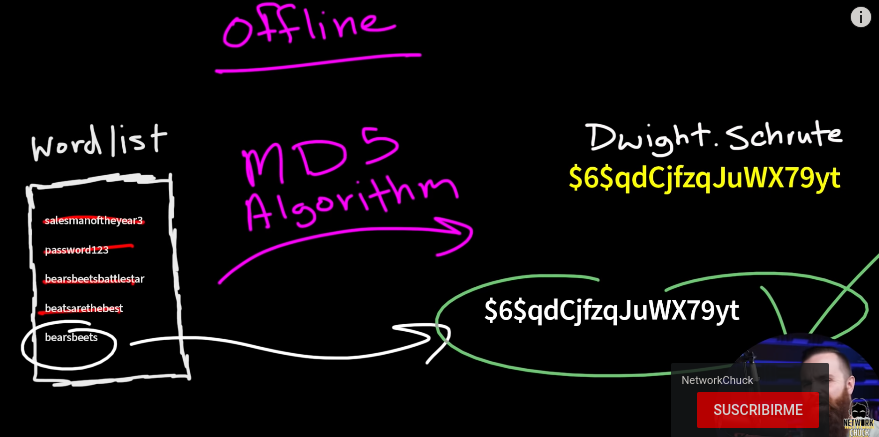 offline
wordlist
MD5
Algorithm
Dwight.Schrute
$6$qdCjfzqJuWX79yt
salesmanoftheyear3
password123
bearsbeetsbattlestar
beatsarethebest
bearsbeets
$6$qdCjfzqJuWX79yt
NetworkChuck
SUSCRIBIRME
NETWORK
CHUCK
i